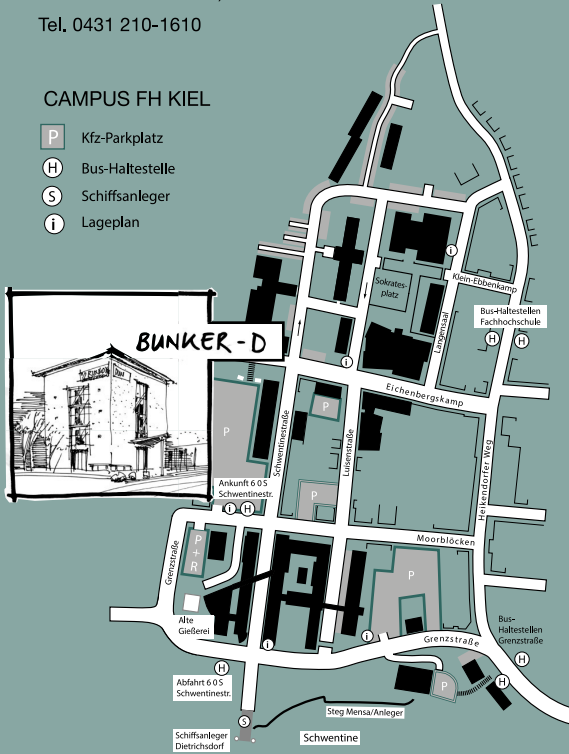 Tel. 0431 210-1610
CAMPUS FH KIEL
P Kfz-Parkplatz
H Bus-Haltestelle
S Schiffsanleger
i Lageplan
BUNKER-D
i
Klein-Ebbenkamp
Sokrates-
platz
Langensaal
Bus-Haltestellen
Fachhochschule
H H
i
Eichenbergskamp
P
P
Schwentinestraße
Luisenstraße
Heikendorfer Weg
Ankunft 6 0 S
Schwentinestr.
i H
P
Moorblöcken
Grenzstraße
P
+
R
P
Alte
Gießerei
i
i
Grenzstraße
Bus-
Haltestellen
Grenzstraße
H
H
H
Abfahrt 6 0 S
Schwentinestr.
P
Steg Mensa/Anleger
S
Schiffsanleger
Dietrichsdorf
Schwentine